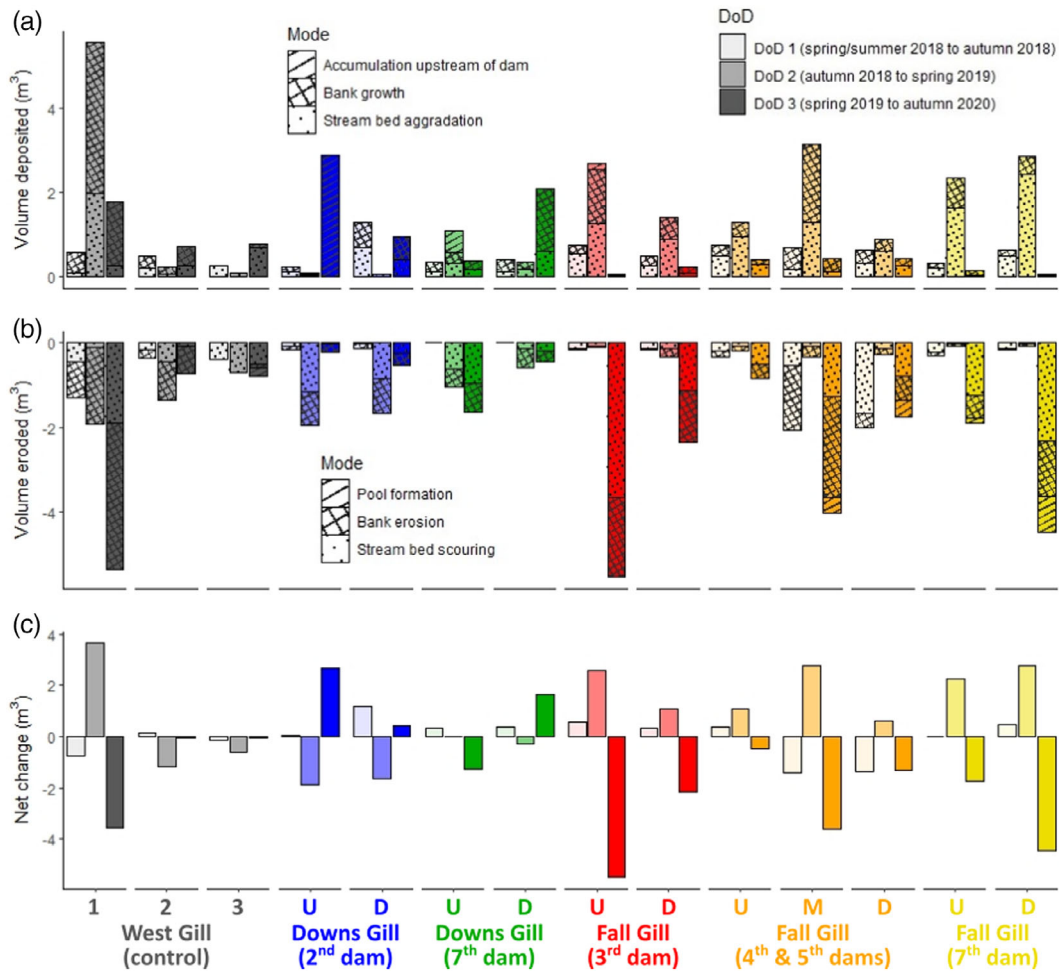 (a)
Volume deposited (m³)
4
2
0
Mode
Accumulation upstream of dam
Bank growth
Stream bed aggradation
DoD
DoD 1 (spring/summer 2018 to autumn 2018)
DoD 2 (autumn 2018 to spring 2019)
DoD 3 (spring 2019 to autumn 2020)
(b)
Volume eroded (m³)
0
-2
-4
Mode
Pool formation
Bank erosion
Stream bed scouring
(c)
Net change (m³)
4
2
0
-2
-4
1 2 3 U D U D U D U M D U D
West Gill Downs Gill Downs Gill Fall Gill Fall Gill Fall Gill
(control) (2nd dam) (7th dam) (3rd dam) (4th & 5th dams) (7th dam)